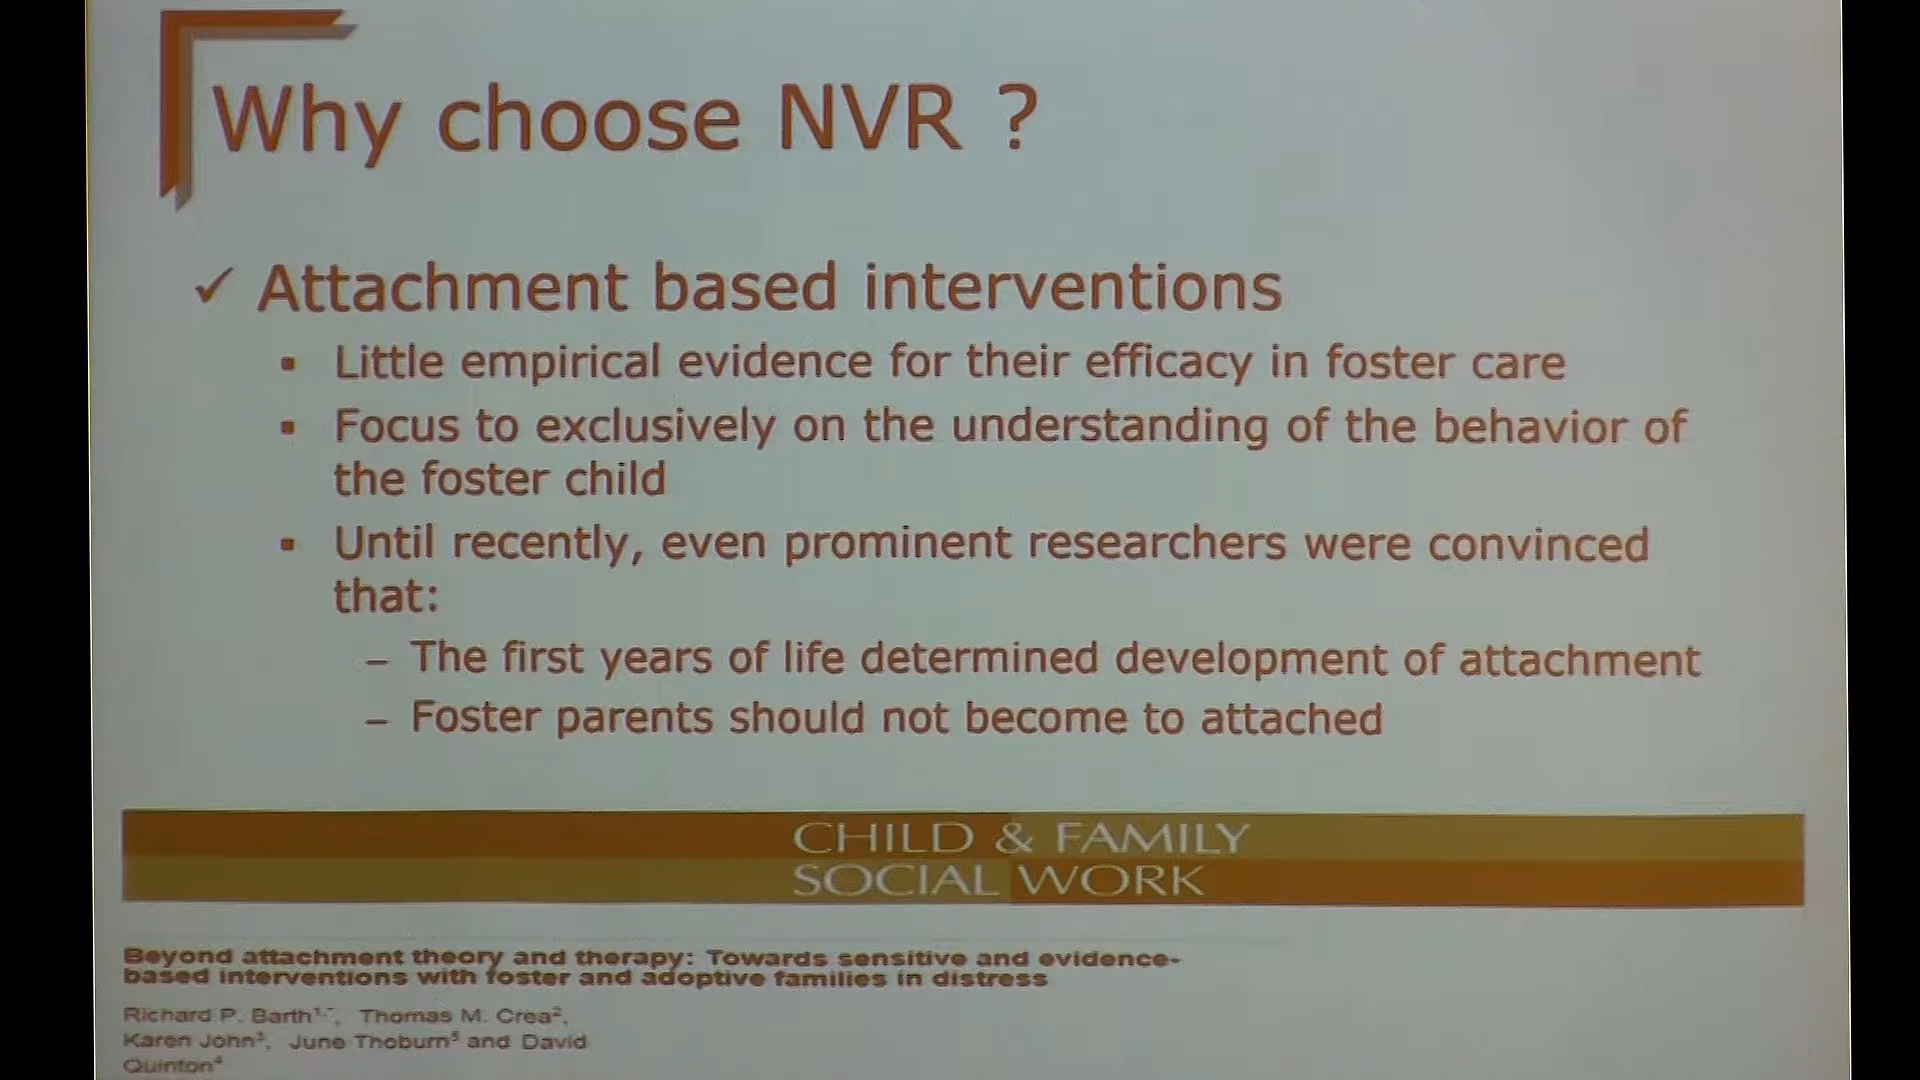 Why choose NVR ?
✓ Attachment based interventions
▪ Little empirical evidence for their efficacy in foster care
▪ Focus to exclusively on the understanding of the behavior of
the foster child
▪ Until recently, even prominent researchers were convinced
that:
– The first years of life determined development of attachment
– Foster parents should not become to attached
CHILD & FAMILY
SOCIAL WORK
Beyond attachment theory and therapy: Towards sensitive and evidence-
based interventions with foster and adoptive families in distress
Richard P. Barth¹,*, Thomas M. Crea²,
Karen John³, June Thoburn⁵ and David
Quinton⁴